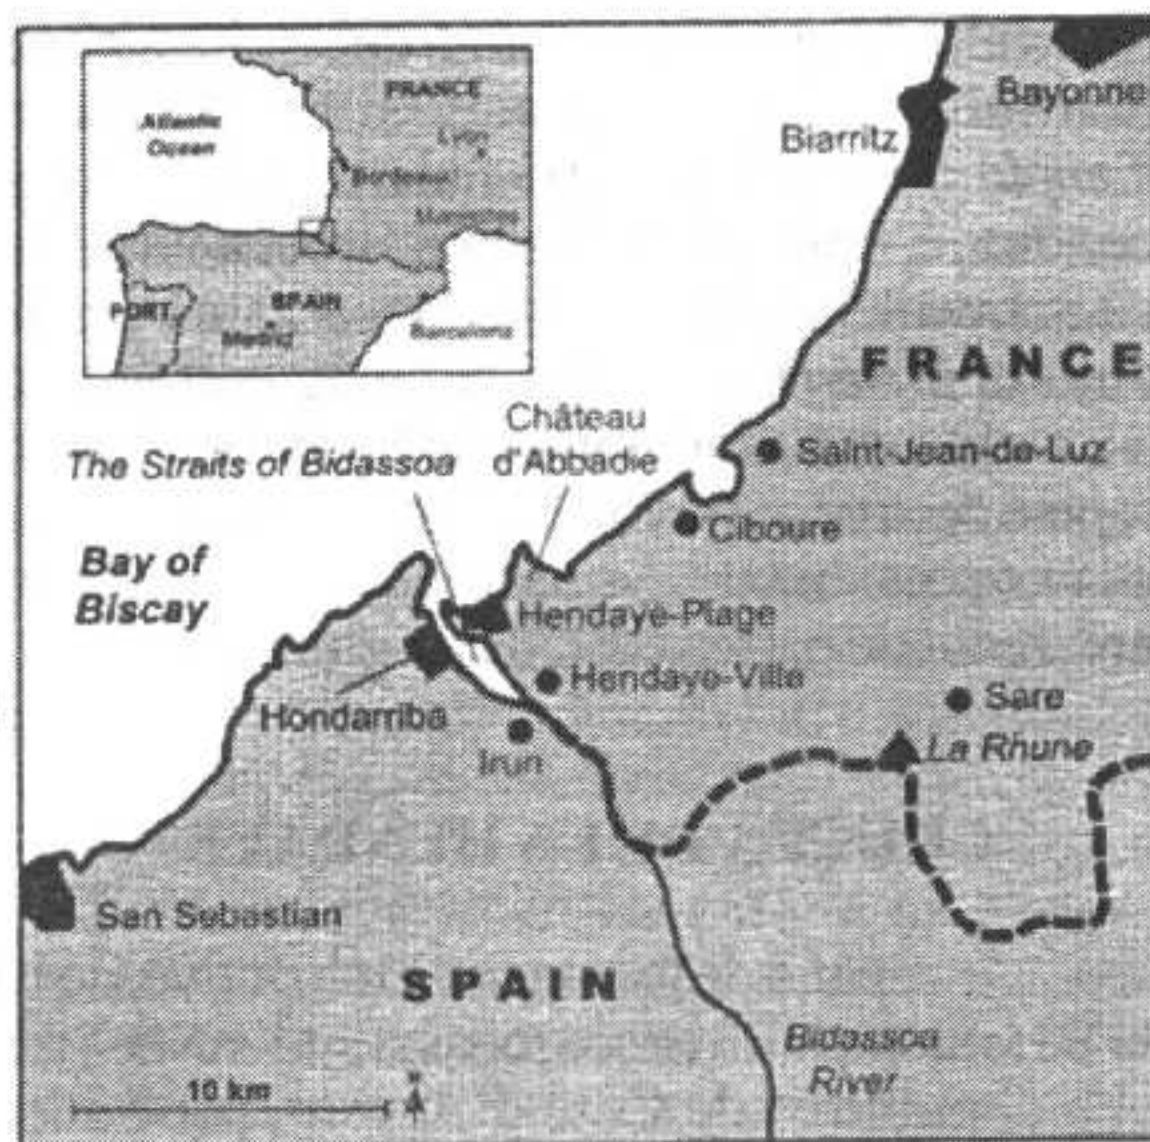 FRANCE
Atlantic
Ocean
Lyon
Bordeaux
Marseilles
PORT.
SPAIN
Madrid
Barcelona
Bayonne
Biarritz
FRANCE
Château
d'Abbadie
The Straits of Bidassoa
Saint-Jean-de-Luz
Ciboure
Bay of
Biscay
Hendaye-Plage
Hendaye-Ville
Sare
Hondarriba
La Rhune
Irun
San Sebastian
SPAIN
Bidassoa
River
10 km
N